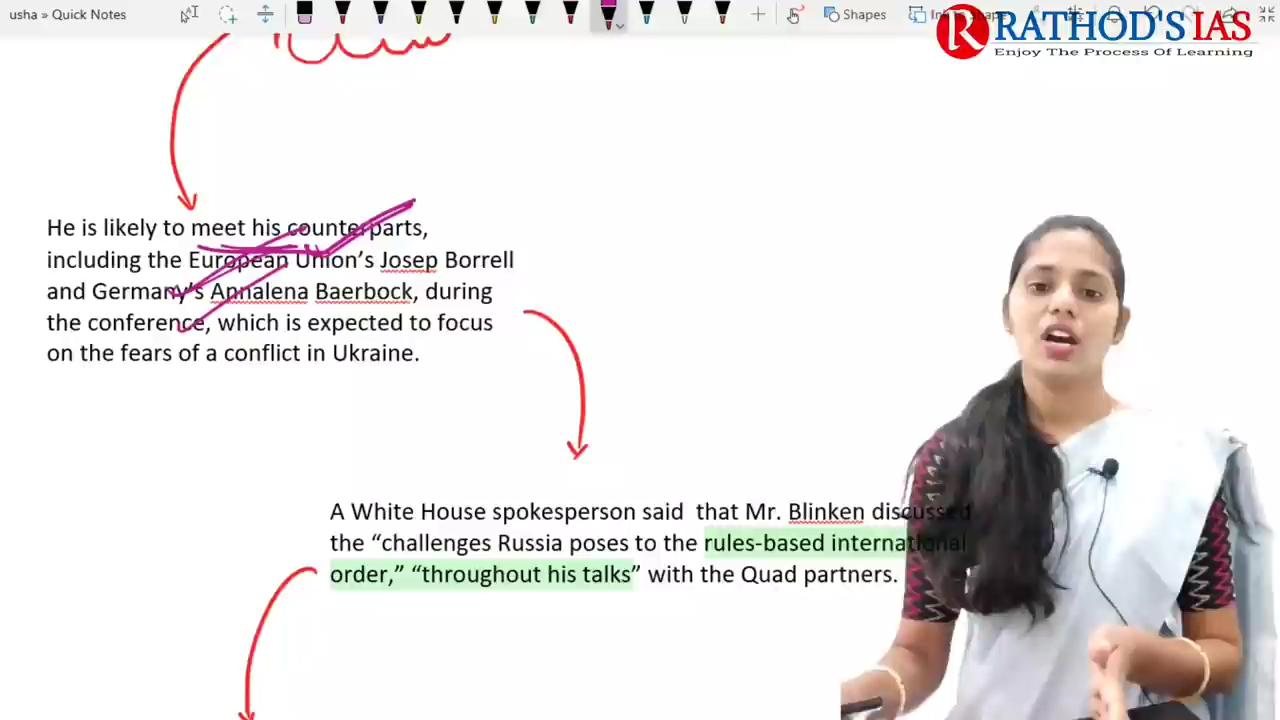 usha » Quick Notes
Shapes
RATHOD'S IAS
Enjoy The Process Of Learning
He is likely to meet his counterparts,
including the European Union's Josep Borrell
and Germany's Annalena Baerbock, during
the conference, which is expected to focus
on the fears of a conflict in Ukraine.
A White House spokesperson said that Mr. Blinken discussed
the “challenges Russia poses to the rules-based international
order,” “throughout his talks” with the Quad partners.